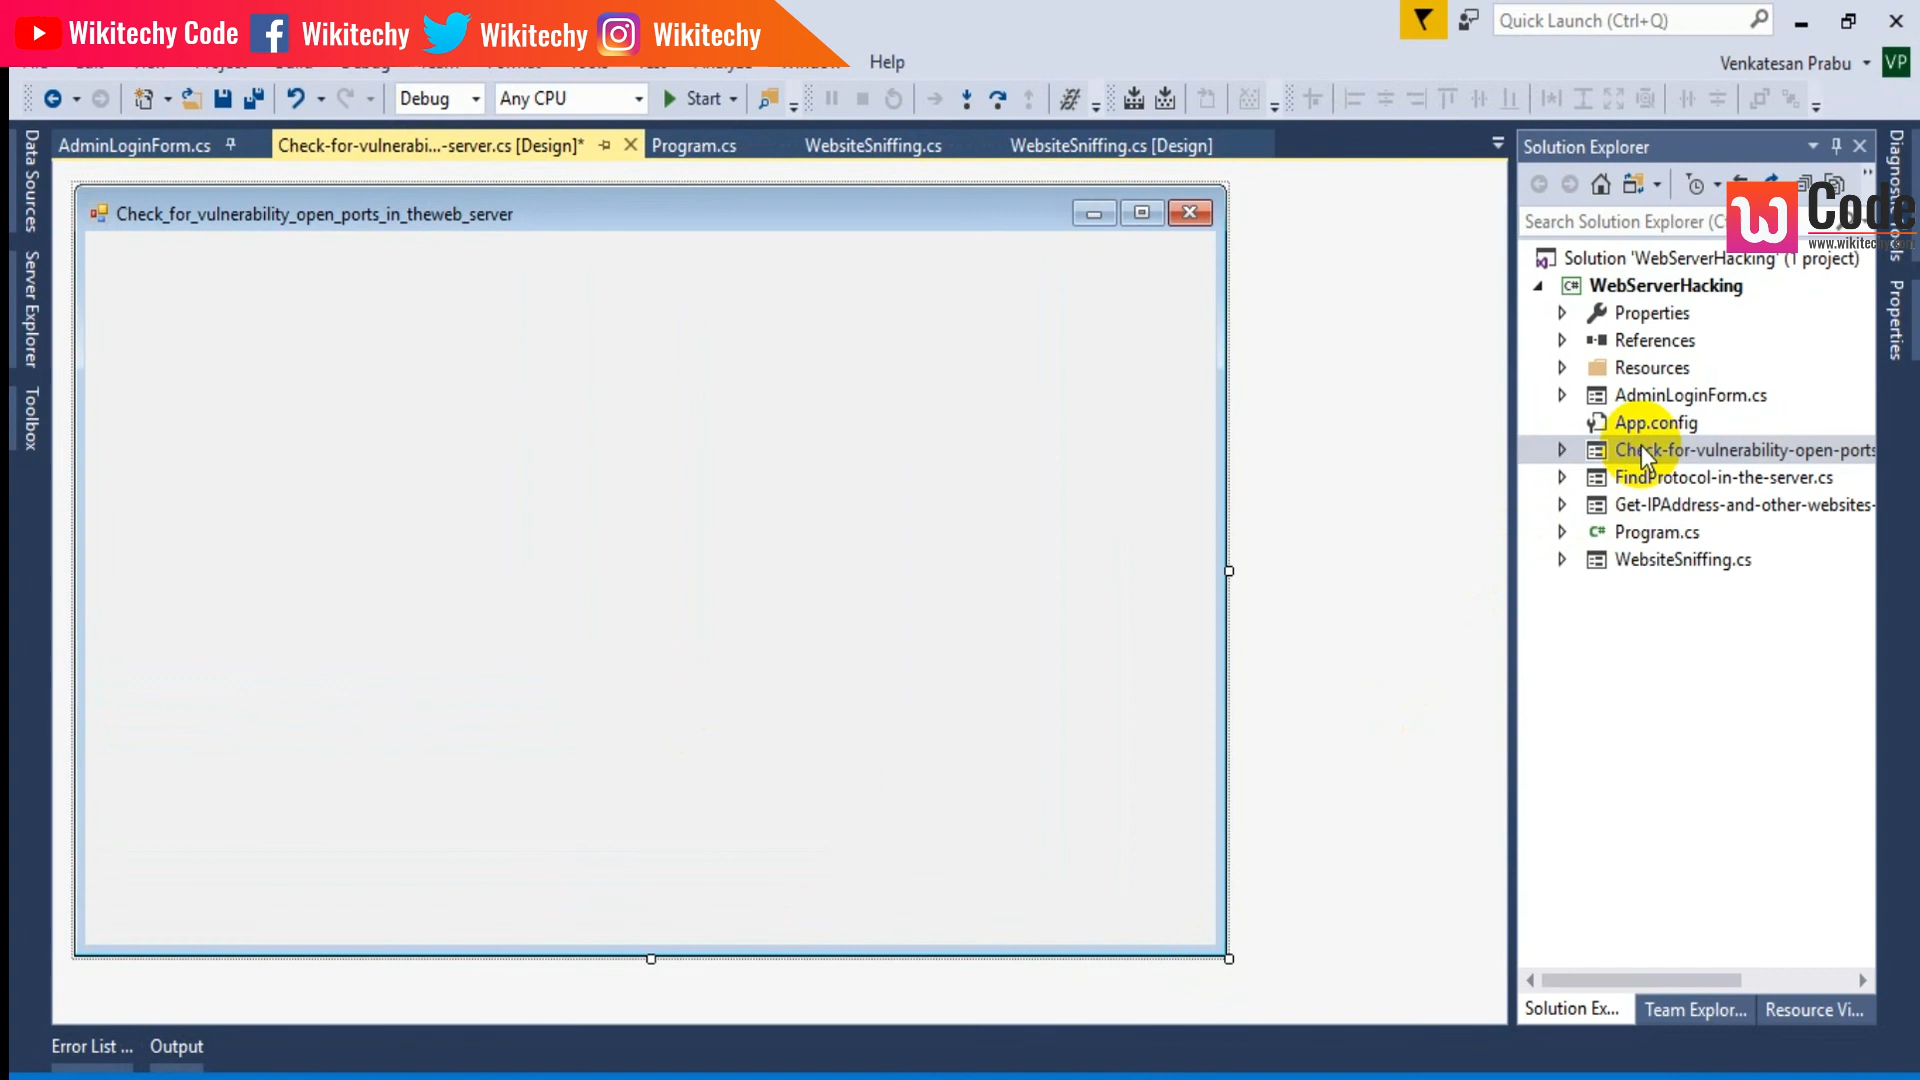 Wikitechy Code Wikitechy Wikitechy Wikitechy
Quick Launch (Ctrl+Q)
Help
Venkatesan Prabu VP
Debug Any CPU Start
AdminLoginForm.cs Check-for-vulnerabi...-server.cs [Design]* Program.cs WebsiteSniffing.cs WebsiteSniffing.cs [Design]
Data Sources
Server Explorer
Toolbox
Check_for_vulnerability_open_ports_in_theweb_server
Solution Explorer
Search Solution Explorer (C
Code
www.wikitechy.com
Solution 'WebServerHacking' (1 project)
C# WebServerHacking
Properties
References
Resources
AdminLoginForm.cs
App.config
Check-for-vulnerability-open-ports
FindProtocol-in-the-server.cs
Get-IPAddress-and-other-websites-
C# Program.cs
WebsiteSniffing.cs
Properties
Solution Ex... Team Explor... Resource Vi...
Error List ... Output